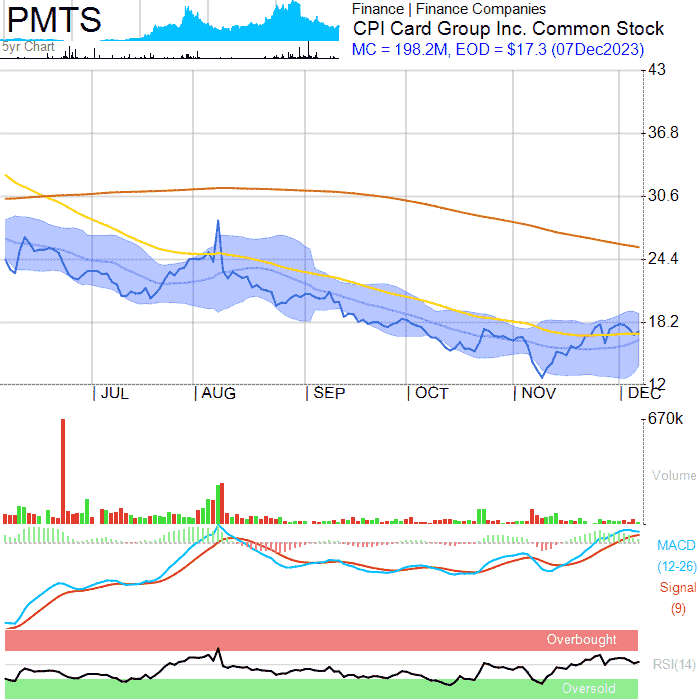 PMTS
5yr Chart
Finance | Finance Companies
CPI Card Group Inc. Common Stock
MC = 198.2M, EOD = $17.3 (07Dec2023)
43
36.8
30.6
24.4
18.2
12
JUL AUG SEP OCT NOV DEC
670k
Volume
MACD
(12-26)
Signal
(9)
Overbought
RSI(14)
Oversold